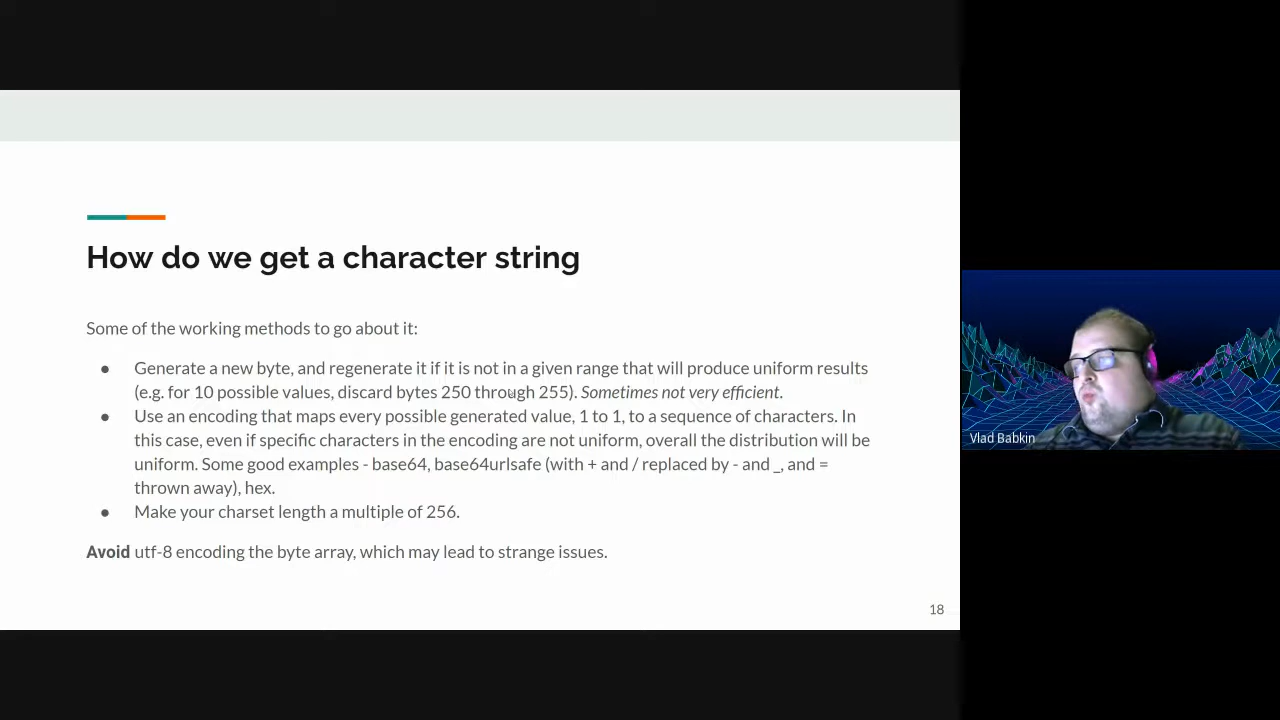 How do we get a character string
Some of the working methods to go about it:
● Generate a new byte, and regenerate it if it is not in a given range that will produce uniform results
(e.g. for 10 possible values, discard bytes 250 through 255). Sometimes not very efficient.
● Use an encoding that maps every possible generated value, 1 to 1, to a sequence of characters. In
this case, even if specific characters in the encoding are not uniform, overall the distribution will be
uniform. Some good examples - base64, base64urlsafe (with + and / replaced by - and _, and =
thrown away), hex.
● Make your charset length a multiple of 256.
Avoid utf-8 encoding the byte array, which may lead to strange issues.
18
Vlad Babkin